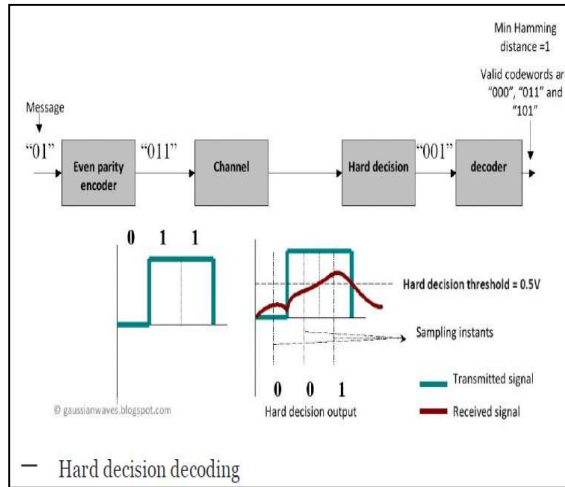 Min Hamming
distance =1
Valid codewords ar
"000", "011" and
"101"
Message
"01"
Even parity
encoder
"011"
Channel
Hard decision
"001"
decoder
0 1 1
Hard decision threshold = 0.5V
Sampling instants
0 0 1
Hard decision output
Transmitted signal
Received signal
© gaussianwaves.blogspot.com
— Hard decision decoding